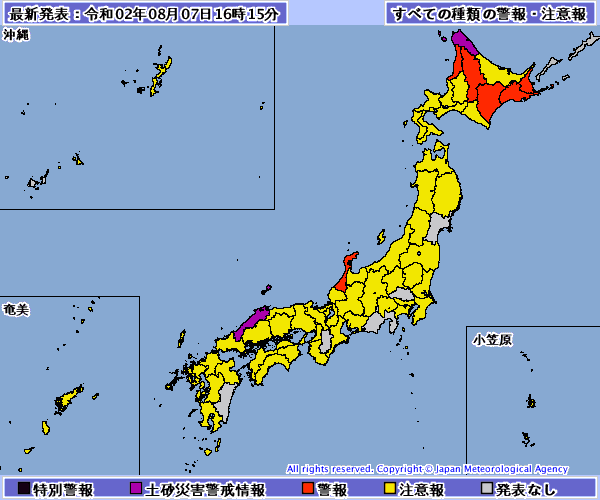 最新発表：令和02年08月07日16時15分
すべての種類の警報・注意報
沖縄
奄美
小笠原
All rights reserved. Copyright © Japan Meteorological Agency
特別警報 土砂災害警戒情報 警報 注意報 発表なし